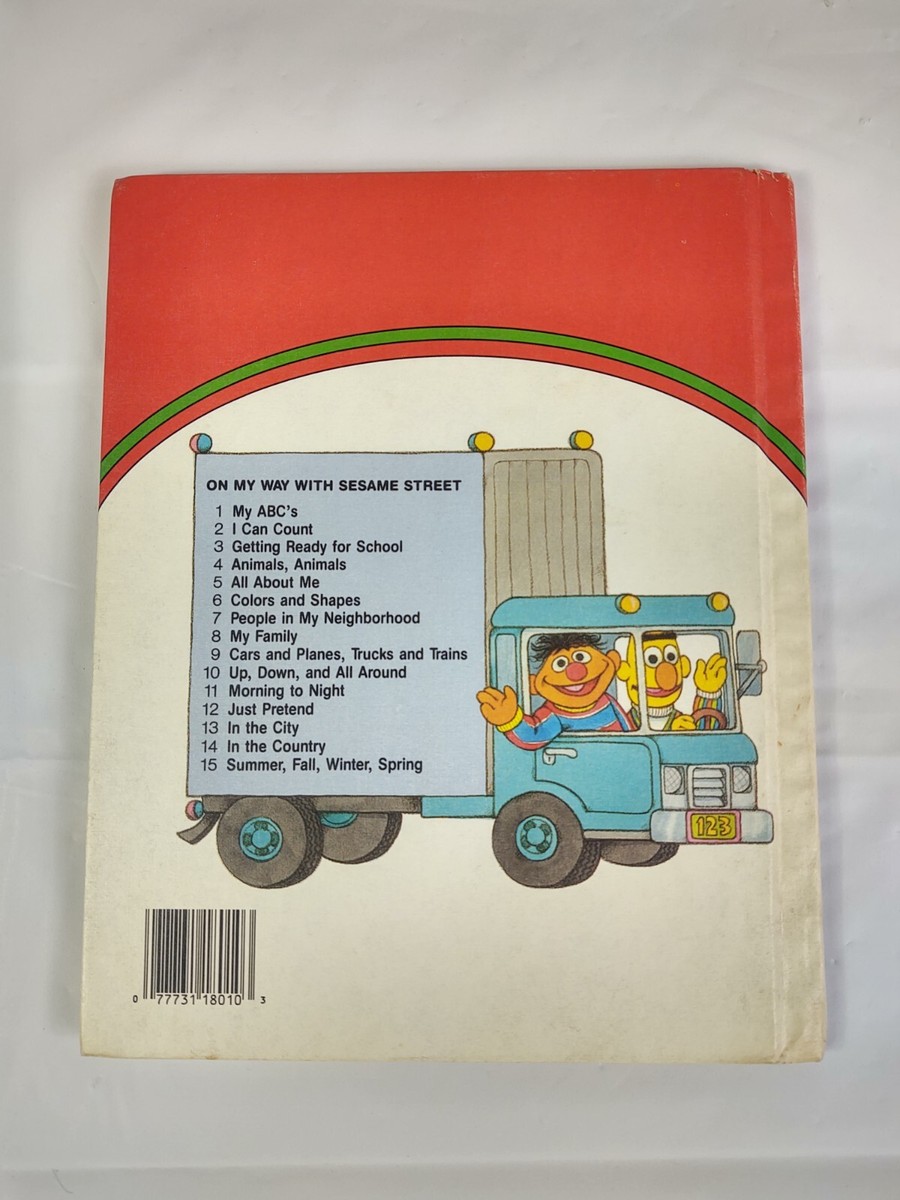 ON MY WAY WITH SESAME STREET
1 My ABC's
2 I Can Count
3 Getting Ready for School
4 Animals, Animals
5 All About Me
6 Colors and Shapes
7 People in My Neighborhood
8 My Family
9 Cars and Planes, Trucks and Trains
10 Up, Down, and All Around
11 Morning to Night
12 Just Pretend
13 In the City
14 In the Country
15 Summer, Fall, Winter, Spring
123
0 77731 18010 3